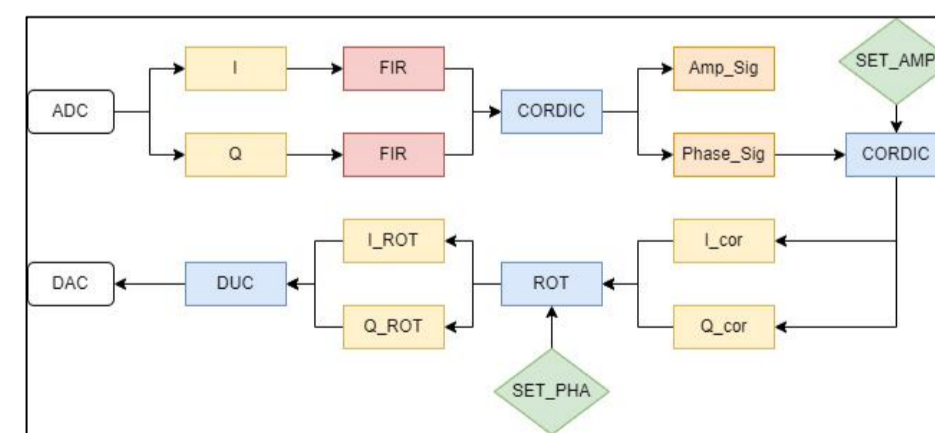 I
FIR
Amp_Sig
SET_AMP
ADC
CORDIC
Q
FIR
Phase_Sig
CORDIC
I_ROT
I_cor
DAC
DUC
ROT
Q_ROT
Q_cor
SET_PHA